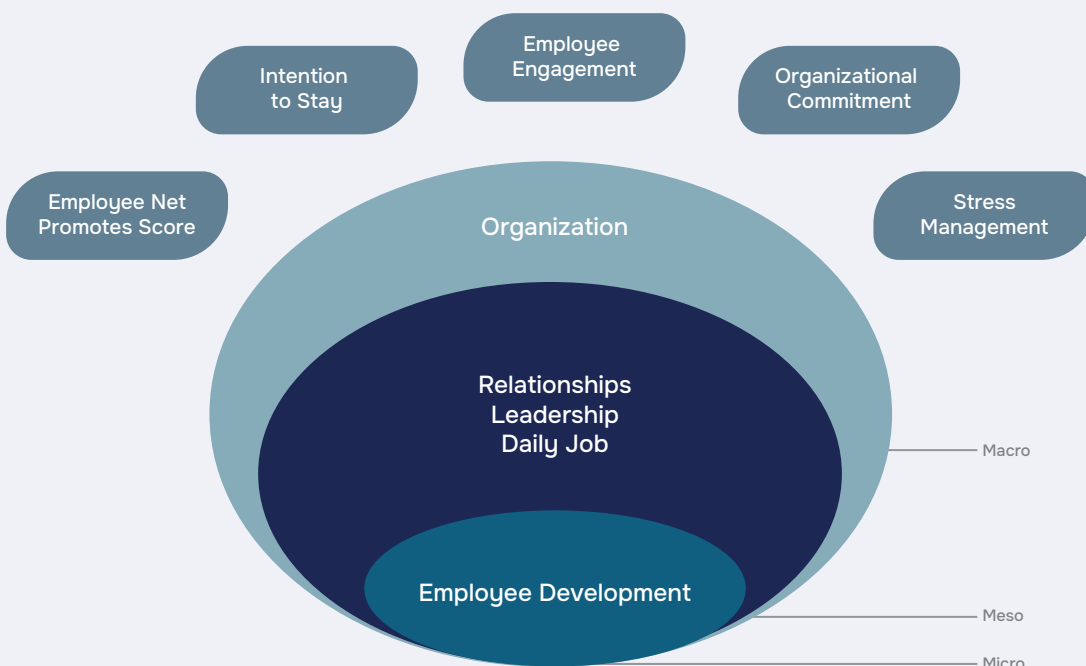 Employee
Engagement
Intention
to Stay
Organizational
Commitment
Employee Net
Promotes Score
Stress
Management
Organization
Relationships
Leadership
Daily Job
Macro
Employee Development
Meso
Micro